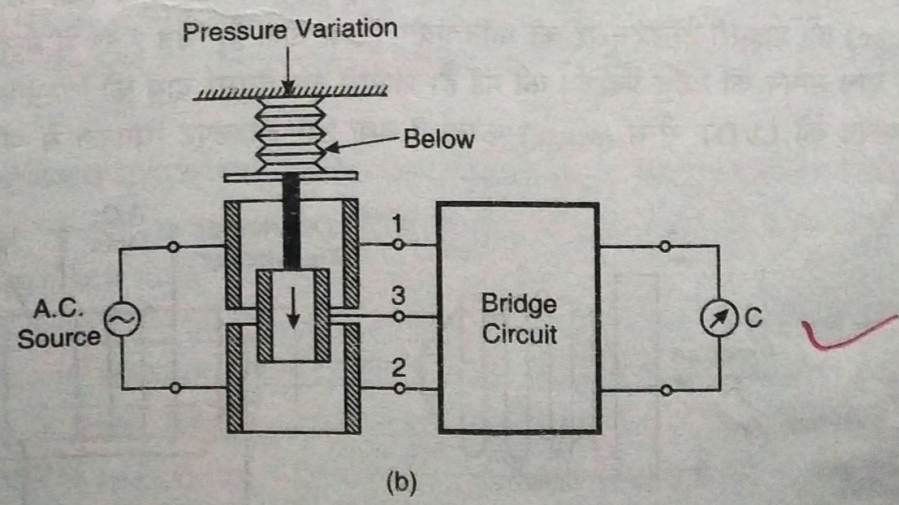 Pressure Variation
Below
1
A.C.
Source
3
Bridge
Circuit
C
2
(b)